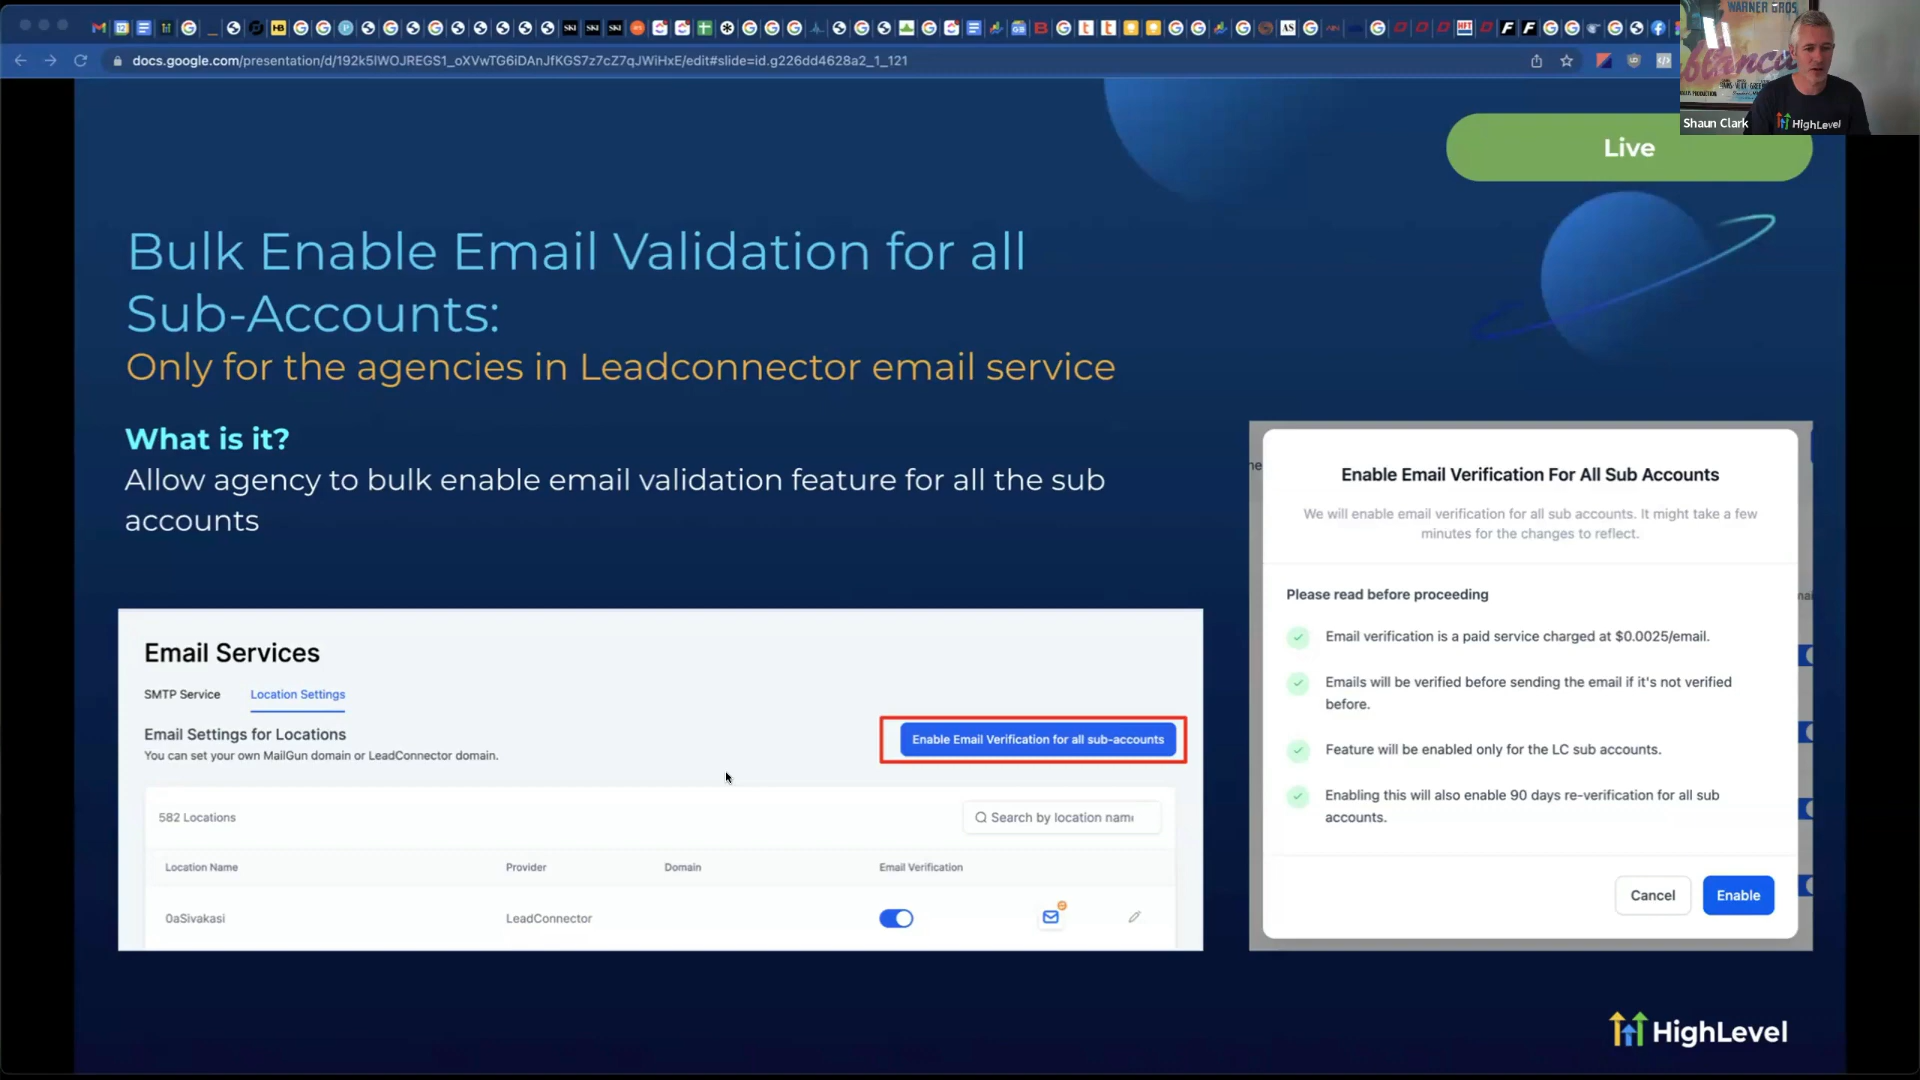 docs.google.com/presentation/d/192k5IWOJREGS1_oXVwTG6iDAnJfKGS7z7cZ7qJWiHxE/edit#slide=id.g226dd4628a2_1_121
WARNER BROS
Shaun Clark
HighLevel
Live
Bulk Enable Email Validation for all
Sub-Accounts:
Only for the agencies in Leadconnector email service
What is it?
Allow agency to bulk enable email validation feature for all the sub
accounts
Email Services
SMTP Service
Location Settings
Email Settings for Locations
You can set your own MailGun domain or LeadConnector domain.
Enable Email Verification for all sub-accounts
582 Locations
Search by location name
Location Name
Provider
Domain
Email Verification
0aSivakasi
LeadConnector
Enable Email Verification For All Sub Accounts
We will enable email verification for all sub accounts. It might take a few
minutes for the changes to reflect.
Please read before proceeding
Email verification is a paid service charged at $0.0025/email.
Emails will be verified before sending the email if it's not verified
before.
Feature will be enabled only for the LC sub accounts.
Enabling this will also enable 90 days re-verification for all sub
accounts.
Cancel
Enable
HighLevel